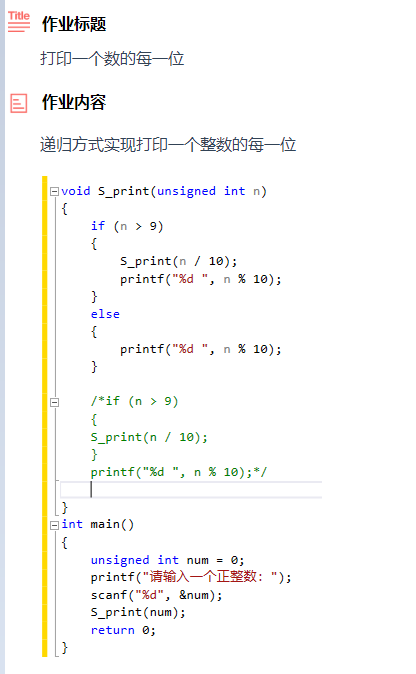 Title 作业标题
打印一个数的每一位
作业内容
递归方式实现打印一个整数的每一位
void S_print(unsigned int n)
{
    if (n > 9)
    {
        S_print(n / 10);
        printf("%d ", n % 10);
    }
    else
    {
        printf("%d ", n % 10);
    }
    /*if (n > 9)
    {
    S_print(n / 10);
    }
    printf("%d ", n % 10);*/
}
int main()
{
    unsigned int num = 0;
    printf("请输入一个正整数: ");
    scanf("%d", &num);
    S_print(num);
    return 0;
}